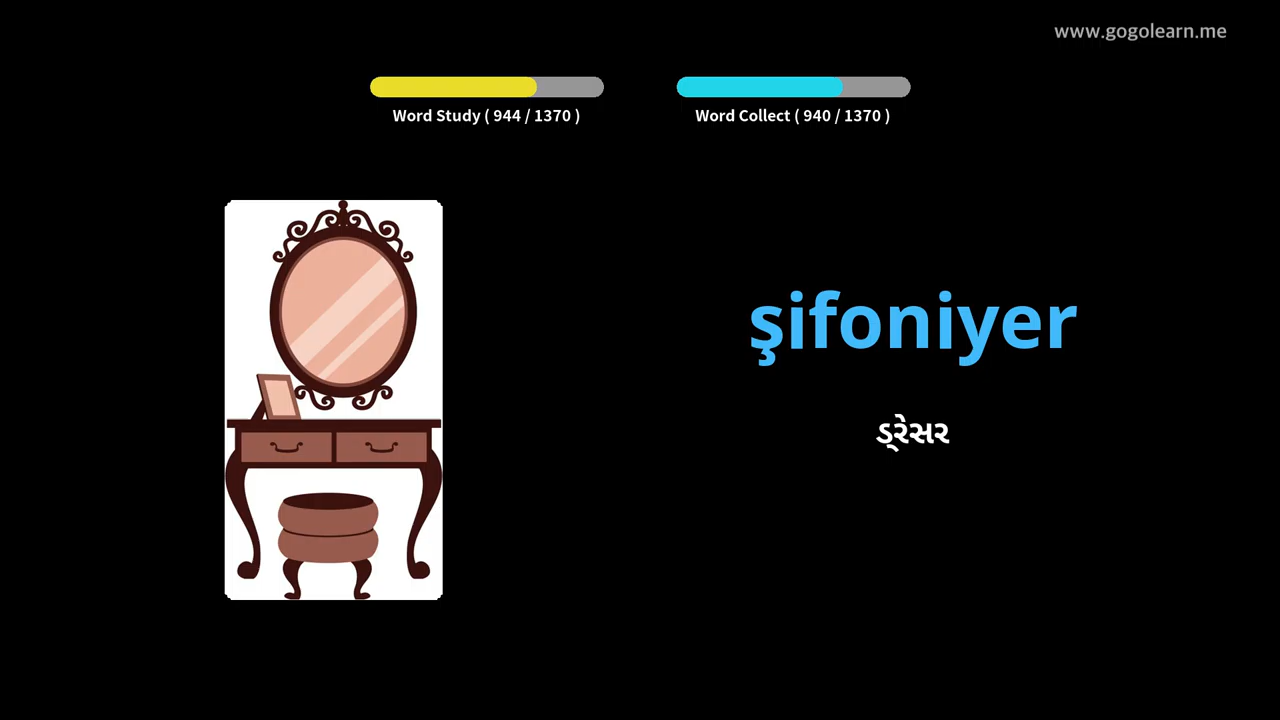 www.gogolearn.me
Word Study ( 944 / 1370 )
Word Collect ( 940 / 1370 )
şifoniyer
ડ્રેસર